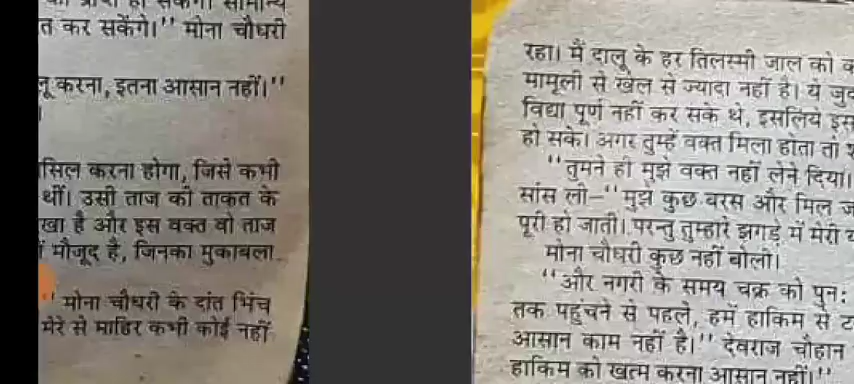 त कर सकेंगे।'' मोना चौधरी
करना, इतना आसान नहीं।''
सिल करना होगा, जिसे कभी
थीं। उसी ताज की ताकत के
खा है और इस वक्त वो ताज
मौजूद है, जिनका मुकाबला
'' मोना चौधरी के दांत भिंच
मेरे से माहिर कभी कोई नहीं
रहा। मैं दालू के हर तिलस्मी जाल को
मामूली से खेल से ज्यादा नहीं है। ये
विद्या पूर्ण नहीं कर सके थे, इसलिये इस
हो सके। अगर तुम्हें वक्त मिला होता तो
''तुमने ही मुझे वक्त नहीं लेने दिया।
सांस ली—''मुझे कुछ बरस और मिल
पूरी हो जाती। परन्तु तुम्हारे झगड़े में मेरी
मोना चौधरी कुछ नहीं बोली।
''और नगरी के समय चक्र को पुन:
तक पहुंचने से पहले, हमें हाकिम से
आसान काम नहीं है।'' देवराज चौहान
हाकिम को खत्म करना आसान नहीं।''